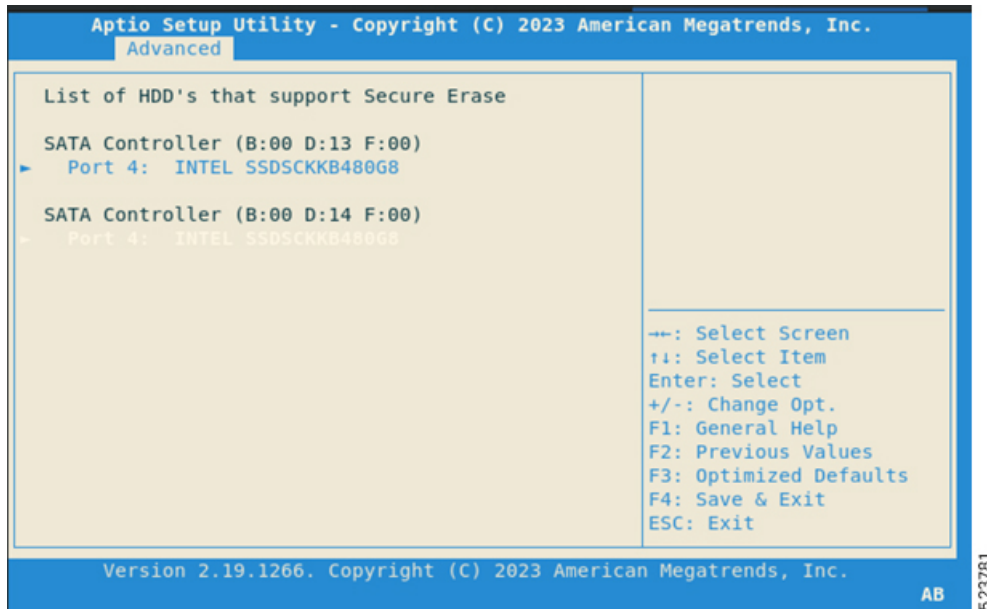 Aptio Setup Utility - Copyright (C) 2023 American Megatrends, Inc.
Advanced
List of HDD's that support Secure Erase
SATA Controller (B:00 D:13 F:00)
► Port 4: INTEL SSDSCKKB480G8
SATA Controller (B:00 D:14 F:00)
► Port 4: INTEL SSDSCKKB480G8
→←: Select Screen
↑↓: Select Item
Enter: Select
+/-: Change Opt.
F1: General Help
F2: Previous Values
F3: Optimized Defaults
F4: Save & Exit
ESC: Exit
Version 2.19.1266. Copyright (C) 2023 American Megatrends, Inc.
AB
523781